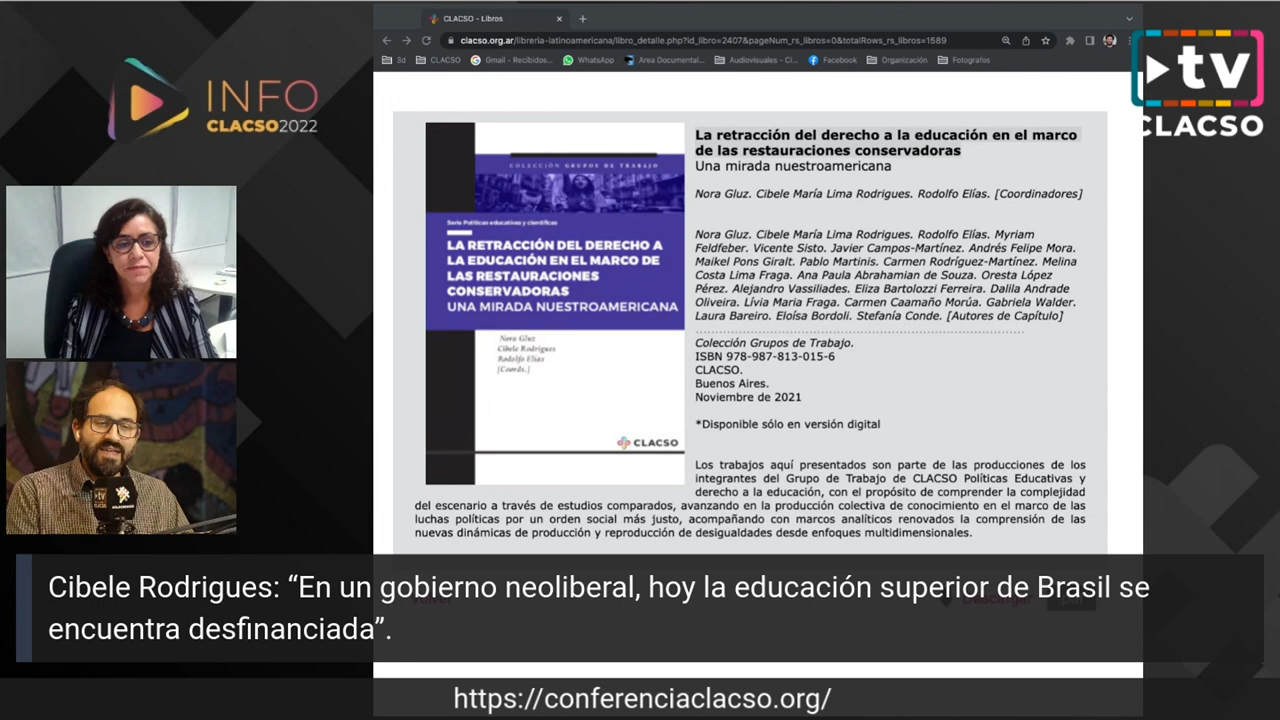 CLACSO - Libros
clacso.org.ar/libreria-latinoamericana/libro_detalle.php?id_libro=2407&pageNum_rs_libros=0&totalRows_rs_libros=1589
3d CLACSO Gmail - Recibidos... WhatsApp Area Documental... Audiovisuales - Ci... Facebook Organización Fotografos
INFO
CLACSO2022
tv
CLACSO
COLECCIÓN GRUPOS DE TRABAJO
Serie Políticas educativas y científicas
LA RETRACCIÓN DEL DERECHO A
LA EDUCACIÓN EN EL MARCO DE
LAS RESTAURACIONES
CONSERVADORAS
UNA MIRADA NUESTROAMERICANA
Nora Gluz
Cibele Rodrigues
Rodolfo Elías
[Coords.]
CLACSO
La retracción del derecho a la educación en el marco
de las restauraciones conservadoras
Una mirada nuestroamericana
Nora Gluz. Cibele María Lima Rodrigues. Rodolfo Elías. [Coordinadores]
Nora Gluz. Cibele María Lima Rodrigues. Rodolfo Elías. Myriam
Feldfeber. Vicente Sisto. Javier Campos-Martínez. Andrés Felipe Mora.
Maikel Pons Giralt. Pablo Martinis. Carmen Rodríguez-Martínez. Melina
Costa Lima Fraga. Ana Paula Abrahamian de Souza. Oresta López
Pérez. Alejandro Vassiliades. Eliza Bartolozzi Ferreira. Dalila Andrade
Oliveira. Lívia Maria Fraga. Carmen Caamaño Morúa. Gabriela Walder.
Laura Bareiro. Eloísa Bordoli. Stefanía Conde. [Autores de Capítulo]
Colección Grupos de Trabajo.
ISBN 978-987-813-015-6
CLACSO.
Buenos Aires.
Noviembre de 2021
*Disponible sólo en versión digital
Los trabajos aquí presentados son parte de las producciones de los
integrantes del Grupo de Trabajo de CLACSO Políticas Educativas y
derecho a la educación, con el propósito de comprender la complejidad
del escenario a través de estudios comparados, avanzando en la producción colectiva de conocimiento en el marco de las
luchas políticas por un orden social más justo, acompañando con marcos analíticos renovados la comprensión de las
nuevas dinámicas de producción y reproducción de desigualdades desde enfoques multidimensionales.
Cibele Rodrigues: “En un gobierno neoliberal, hoy la educación superior de Brasil se
encuentra desfinanciada”.
https://conferenciaclacso.org/